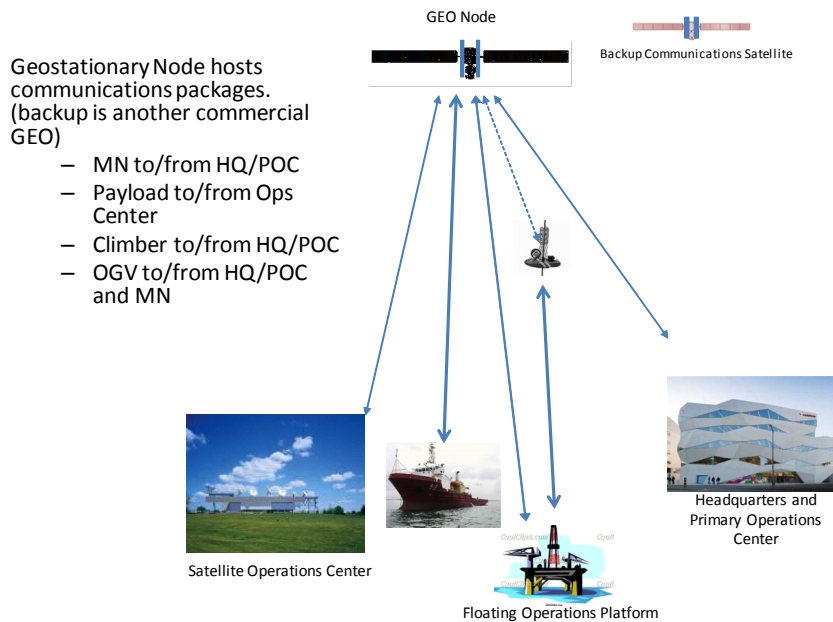 GEO Node
Backup Communications Satellite
Geostationary Node hosts
communications packages.
(backup is another commercial
GEO)
– MN to/from HQ/POC
– Payload to/from Ops
Center
– Climber to/from HQ/POC
– OGV to/from HQ/POC
and MN
Satellite Operations Center
Headquarters and
Primary Operations
Center
CoolClips.com
Floating Operations Platform